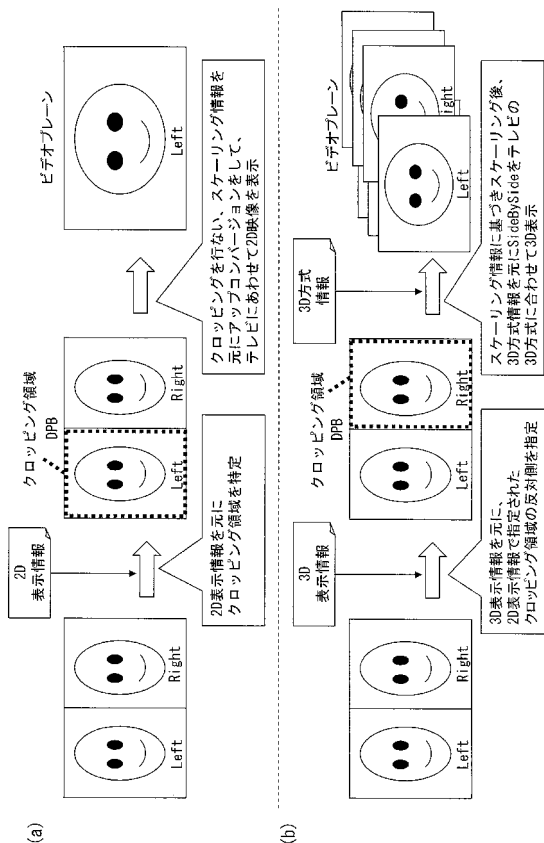 (a)
2D
表示情報
クロッピング領域
DPB
ビデオプレーン
Left
Right
Left
Right
Left
2D表示情報を元に
クロッピング領域を特定
クロッピングを行ない、スケーリング情報を
元にアップコンバージョンをして、
テレビにあわせて2D映像を表示
(b)
3D
表示情報
クロッピング領域
DPB
3D方式
情報
ビデオプレーン
Left
Right
Left
Right
Left
right
3D表示情報を元に、
2D表示情報で指定された
クロッピング領域の反対側を指定
スケーリング情報に基づきスケーリング後、
3D方式情報を元にSideBySideをテレビの
3D方式に合わせて3D表示